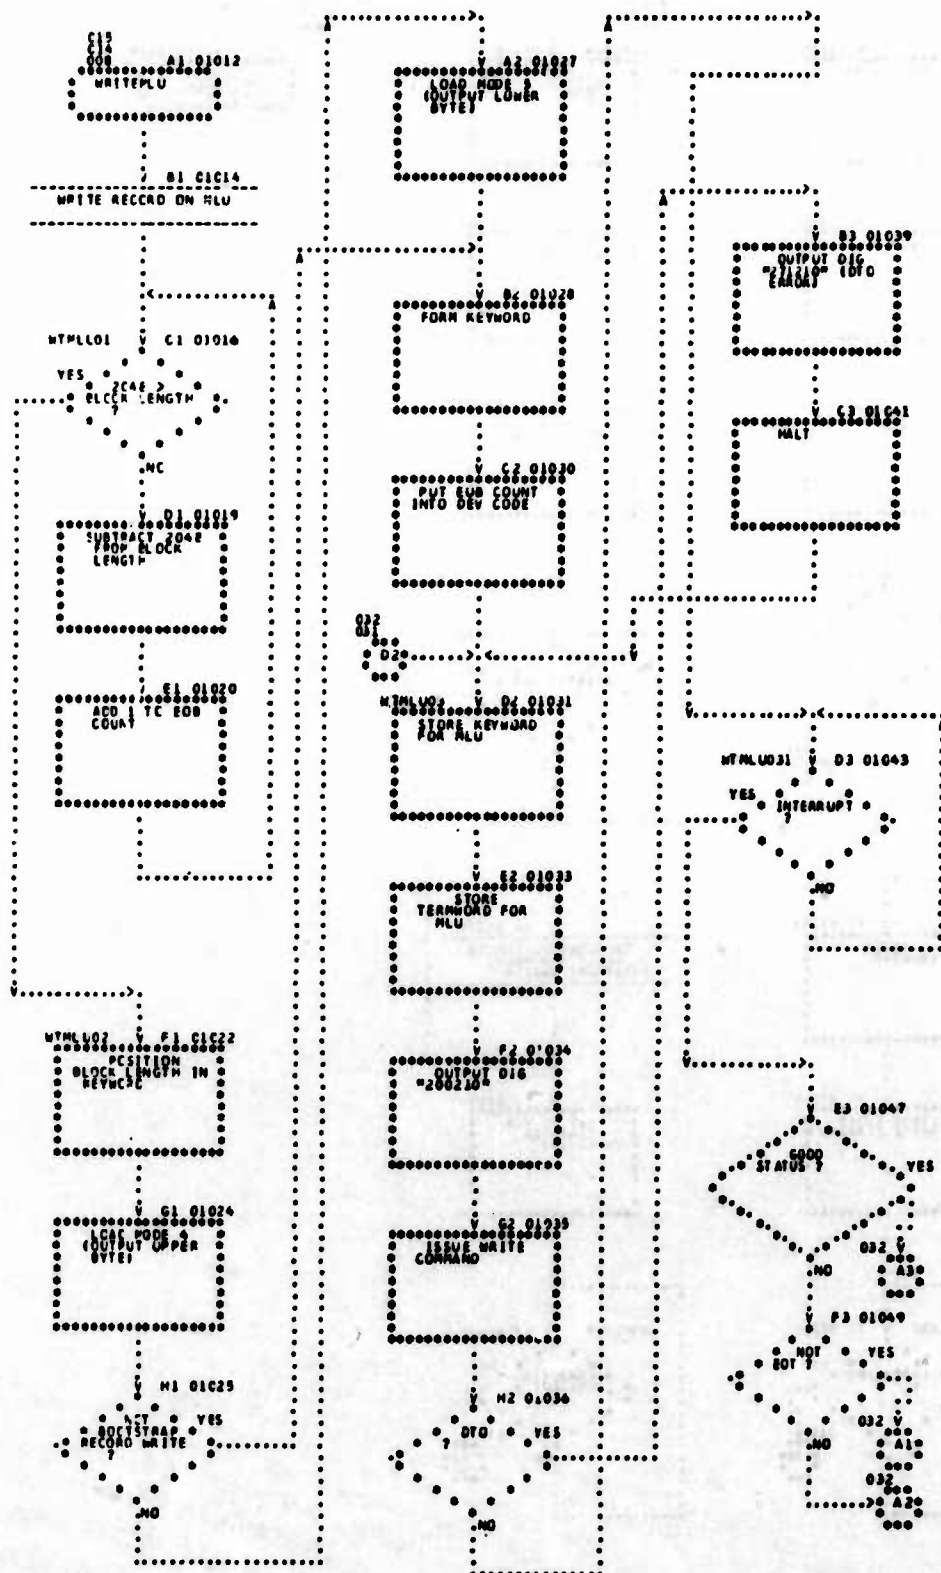 C15
C14
008
A1 01012
WRITEMLU
B1 01014
WRITE RECORD ON MLU
WTMLL01
C1 01016
YES
2048 >
BLOCK LENGTH
?
NO
D1 01019
SUBTRACT 2048
FROM BLOCK
LENGTH
E1 01020
ADD 1 TO EOB
COUNT
WTMLU02
F1 01022
POSITION
BLOCK LENGTH IN
KEYWORD
G1 01024
LOAD MODE 4
(OUTPUT UPPER
BYTE)
H1 01025
NOT
YES
BOOTSTRAP
RECORD WRITE
?
NO
A2 01027
LOAD MODE 5
(OUTPUT LOWER
BYTE)
B2 01028
FORM KEYWORD
C2 01030
PUT EOB COUNT
INTO DEV CODE
032
031
D2
WTMLU03
D2 01031
STORE KEYWORD
FOR MLU
E2 01033
STORE
TERMWORD FOR
MLU
F2 01034
OUTPUT DIG
"200230"
G2 01035
ISSUE WRITE
COMMAND
H2 01036
DTO
?
YES
NO
B3 01039
OUTPUT DIG
"271210" (DTO
ERROR)
C3 01041
HALT
WTMLU031
D3 01043
YES
INTERRUPT
?
NO
E3 01047
GOOD
STATUS ?
YES
NO
032
A3
F3 01049
NOT
EOT ?
YES
NO
032
A1
032
A2